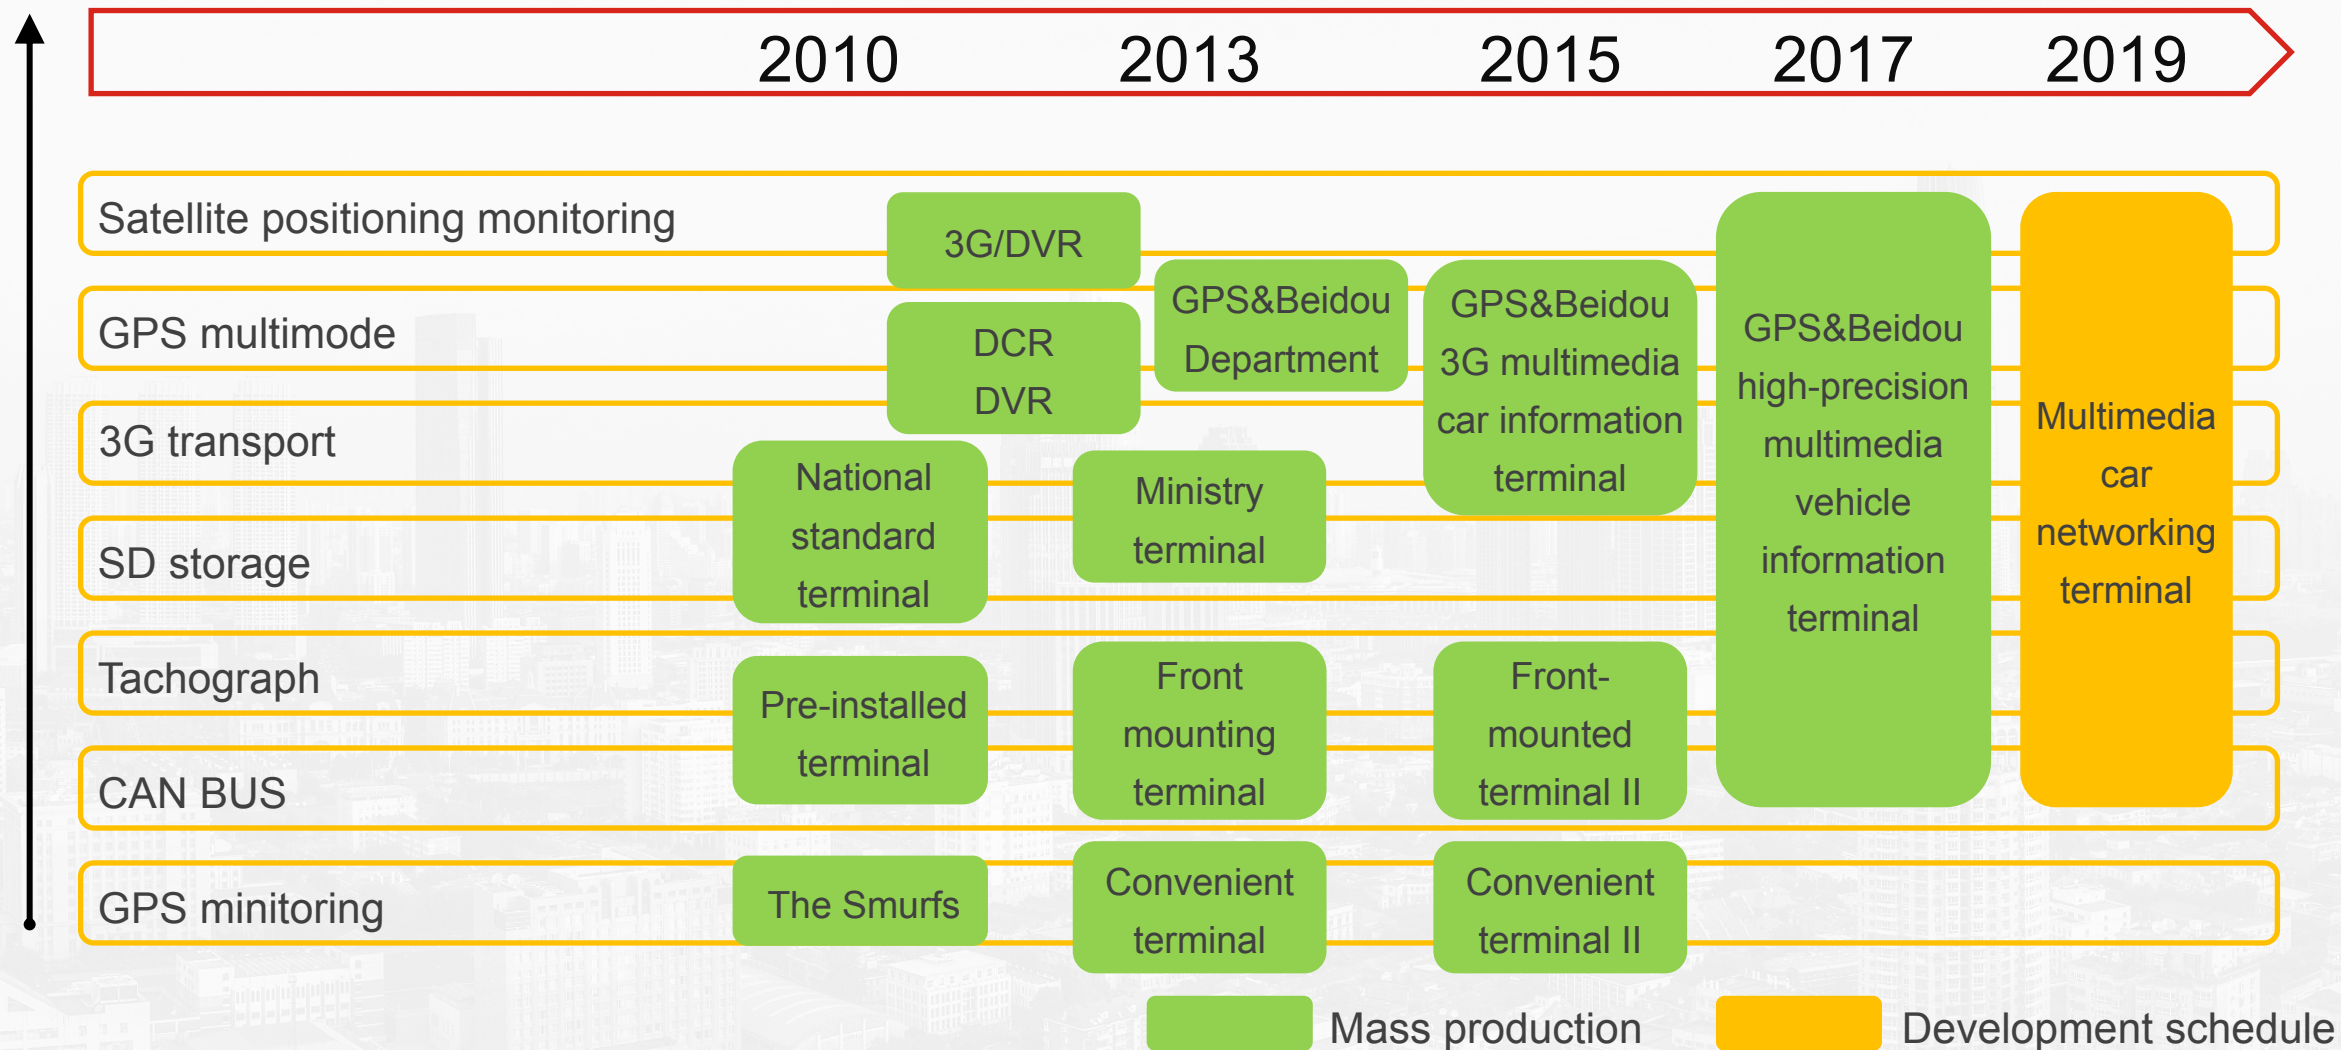 2010
2013
2015
2017
2019
Satellite positioning monitoring
GPS multimode
3G transport
SD storage
Tachograph
CAN BUS
GPS minitoring
3G/DVR
DCR
DVR
National
standard
terminal
Pre-installed
terminal
The Smurfs
GPS&Beidou
Department
Ministry
terminal
Front
mounting
terminal
Convenient
terminal
GPS&Beidou
3G multimedia
car information
terminal
Front-
mounted
terminal II
Convenient
terminal II
GPS&Beidou
high-precision
multimedia
vehicle
information
terminal
Multimedia
car
networking
terminal
Mass production
Development schedule